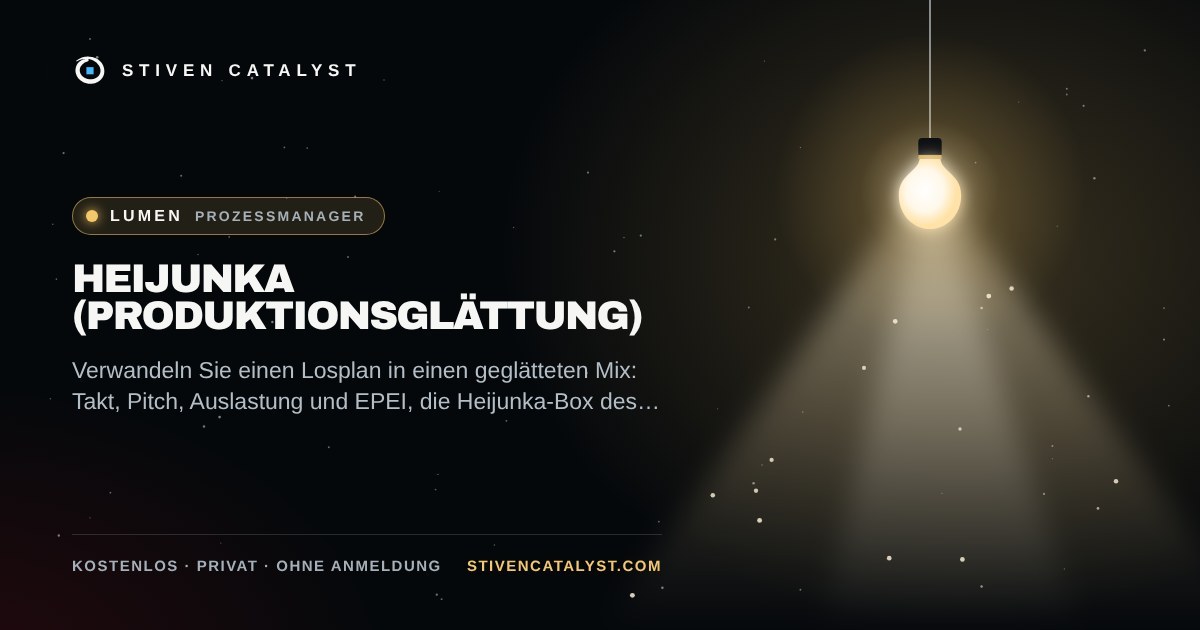 STIVEN CATALYST
LUMEN PROZESSMANAGER
HEIJUNKA
(PRODUKTIONSGLÄTTUNG)
Verwandeln Sie einen Losplan in einen geglätteten Mix:
Takt, Pitch, Auslastung und EPEI, die Heijunka-Box des…
KOSTENLOS · PRIVAT · OHNE ANMELDUNG STIVENCATALYST.COM